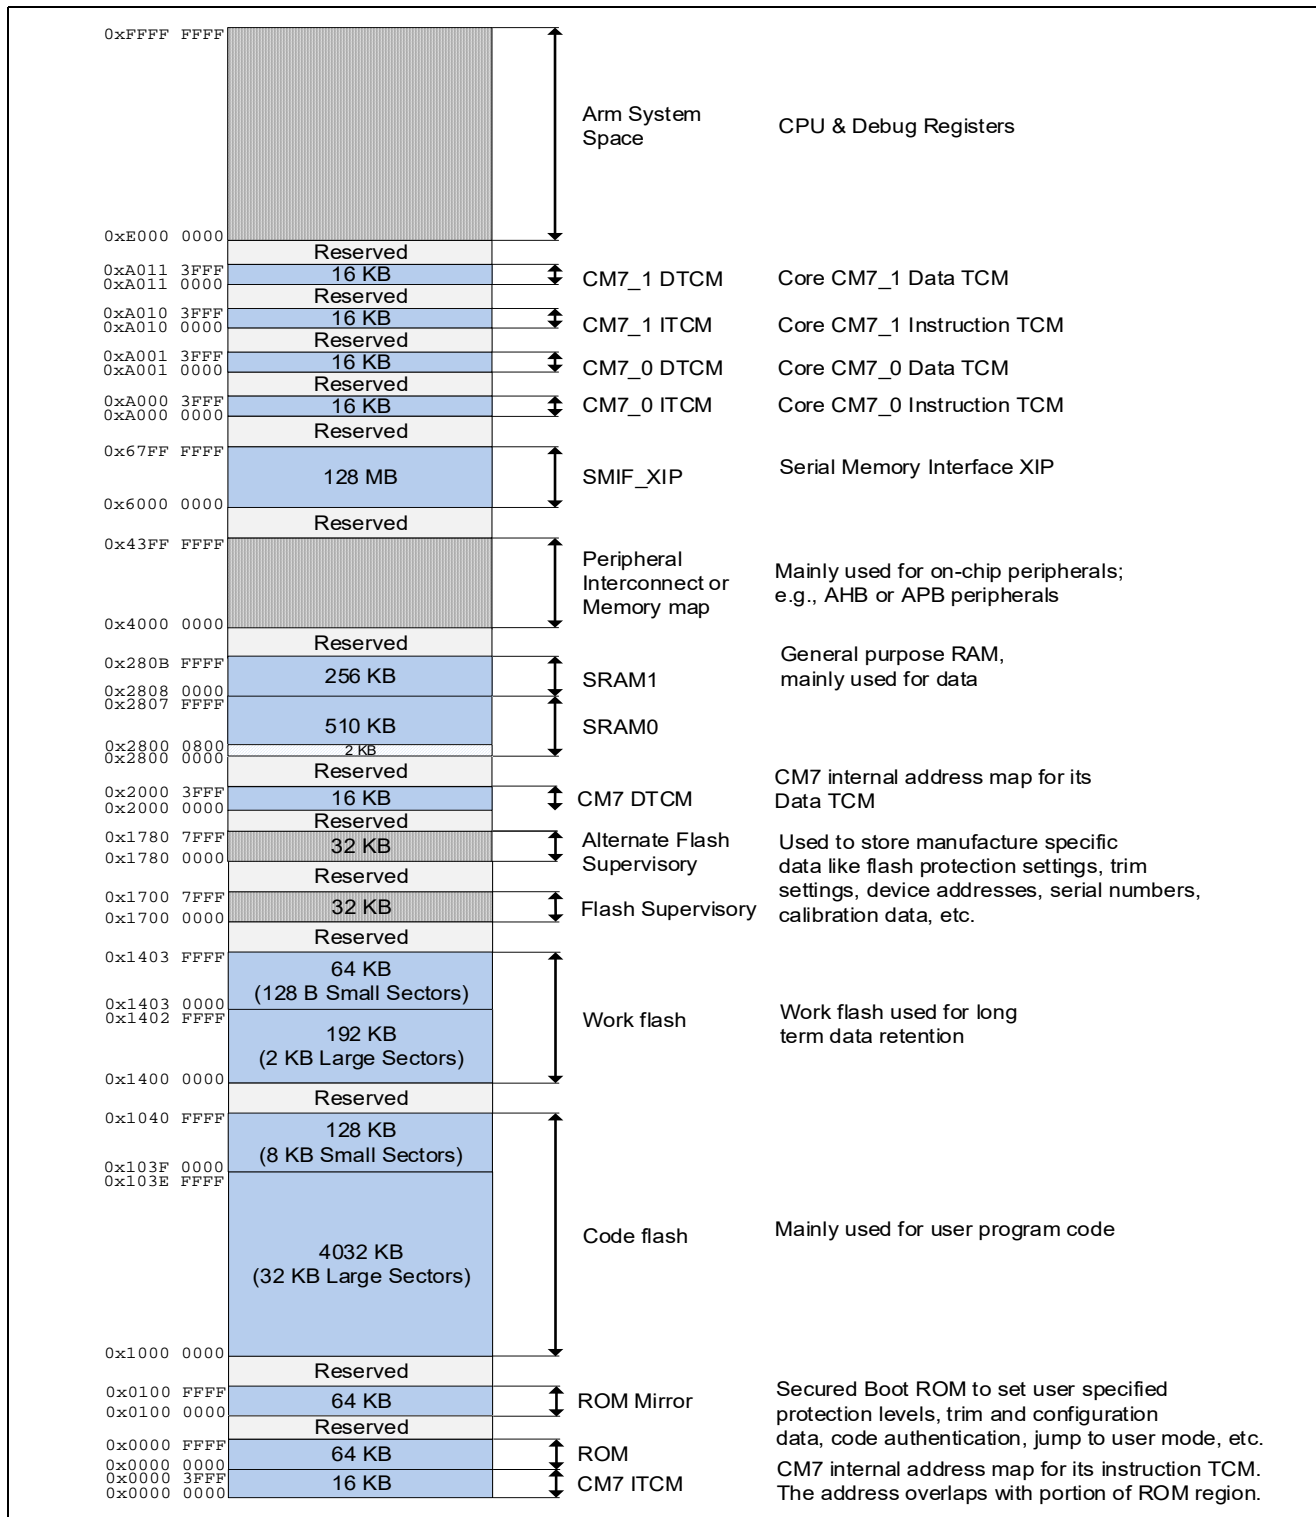 0xFFFF FFFF
Arm System
Space
CPU & Debug Registers
0xE000 0000
Reserved
0xA011 3FFF
0xA011 0000
16 KB
CM7_1 DTCM
Core CM7_1 Data TCM
Reserved
0xA010 3FFF
0xA010 0000
16 KB
CM7_1 ITCM
Core CM7_1 Instruction TCM
Reserved
0xA001 3FFF
0xA001 0000
16 KB
CM7_0 DTCM
Core CM7_0 Data TCM
Reserved
0xA000 3FFF
0xA000 0000
16 KB
CM7_0 ITCM
Core CM7_0 Instruction TCM
Reserved
0x67FF FFFF
128 MB
SMIF_XIP
Serial Memory Interface XIP
0x6000 0000
Reserved
0x43FF FFFF
Peripheral
Interconnect or
Memory map
Mainly used for on-chip peripherals;
e.g., AHB or APB peripherals
0x4000 0000
Reserved
0x280B FFFF
256 KB
SRAM1
General purpose RAM,
mainly used for data
0x2808 0000
0x2807 FFFF
510 KB
SRAM0
0x2800 0800
2 KB
0x2800 0000
Reserved
0x2000 3FFF
0x2000 0000
16 KB
CM7 DTCM
CM7 internal address map for its
Data TCM
Reserved
0x1780 7FFF
0x1780 0000
32 KB
Alternate Flash
Supervisory
Used to store manufacture specific
data like flash protection settings, trim
settings, device addresses, serial numbers,
calibration data, etc.
Reserved
0x1700 7FFF
0x1700 0000
32 KB
Flash Supervisory
Reserved
0x1403 FFFF
64 KB
(128 B Small Sectors)
0x1403 0000
0x1402 FFFF
Work flash
Work flash used for long
term data retention
192 KB
(2 KB Large Sectors)
0x1400 0000
Reserved
0x1040 FFFF
128 KB
(8 KB Small Sectors)
0x103F 0000
0x103E FFFF
Code flash
Mainly used for user program code
4032 KB
(32 KB Large Sectors)
0x1000 0000
Reserved
0x0100 FFFF
0x0100 0000
64 KB
ROM Mirror
Secured Boot ROM to set user specified
protection levels, trim and configuration
data, code authentication, jump to user mode, etc.
Reserved
0x0000 FFFF
0x0000 0000
64 KB
ROM
0x0000 3FFF
0x0000 0000
16 KB
CM7 ITCM
CM7 internal address map for its instruction TCM.
The address overlaps with portion of ROM region.